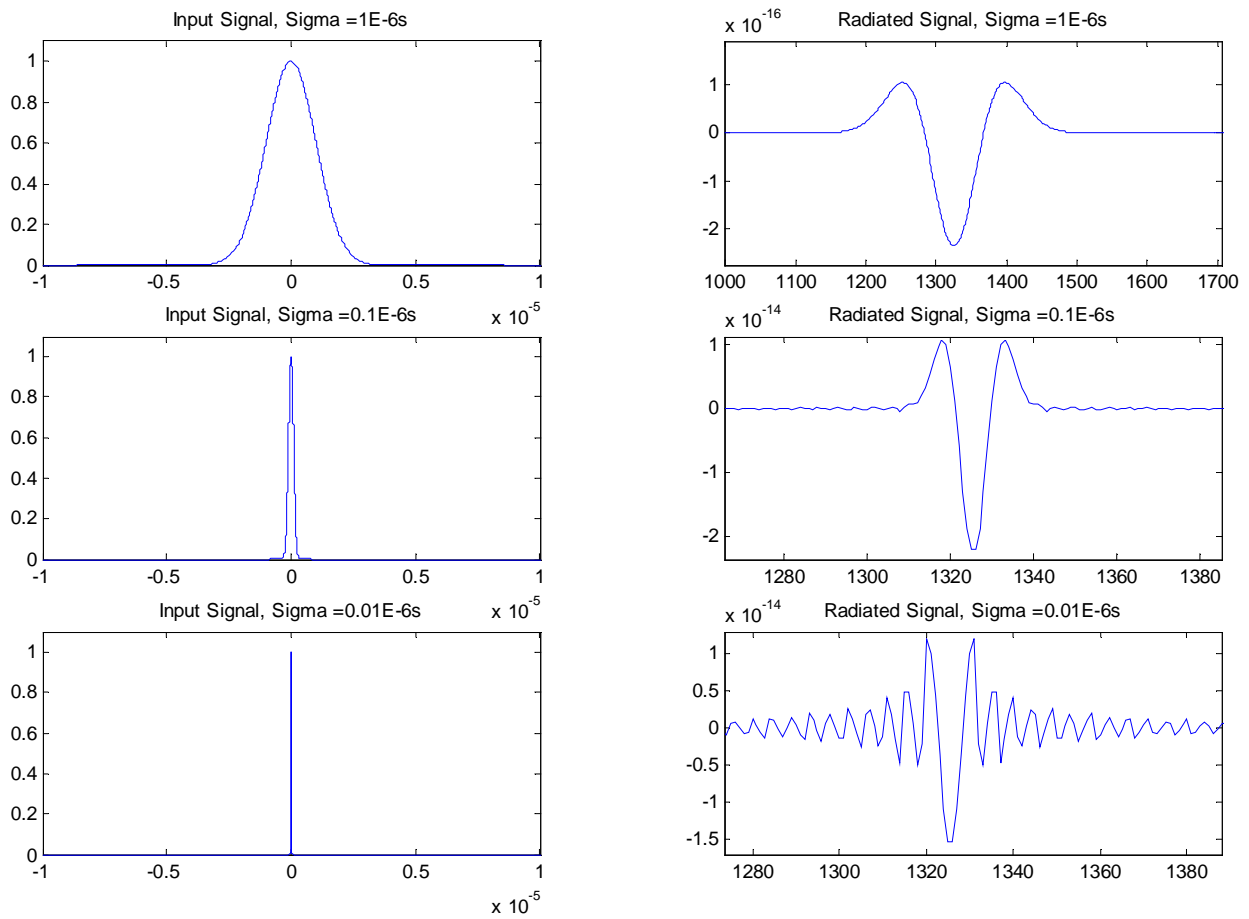 Input Signal, Sigma =1E-6s
1
0.8
0.6
0.4
0.2
0
-1 -0.5 0 0.5 1
x 10^-5
x 10^-16
Radiated Signal, Sigma =1E-6s
1
0
-1
-2
1000 1100 1200 1300 1400 1500 1600 1700
Input Signal, Sigma =0.1E-6s
1
0.8
0.6
0.4
0.2
0
-1 -0.5 0 0.5 1
x 10^-5
x 10^-14
Radiated Signal, Sigma =0.1E-6s
1
0
-1
-2
1280 1300 1320 1340 1360 1380
Input Signal, Sigma =0.01E-6s
1
0.8
0.6
0.4
0.2
0
-1 -0.5 0 0.5 1
x 10^-5
x 10^-14
Radiated Signal, Sigma =0.01E-6s
1
0.5
0
-0.5
-1
-1.5
1280 1300 1320 1340 1360 1380